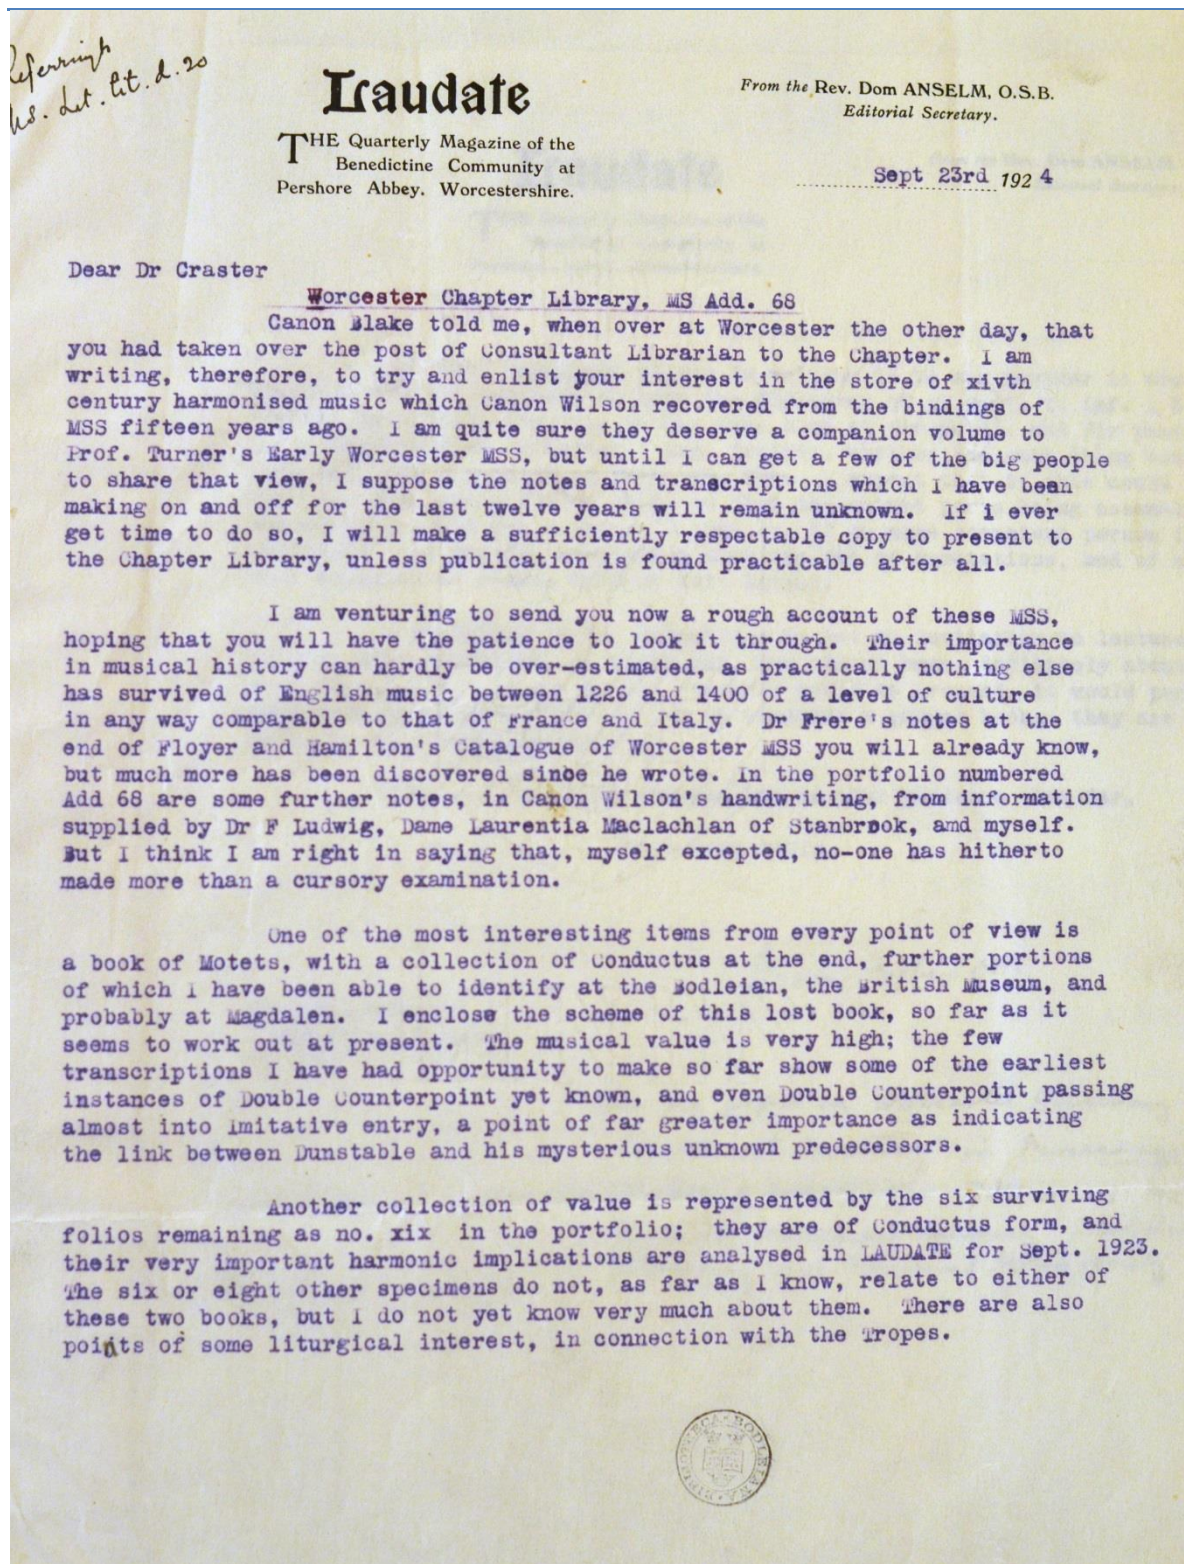 Referring to
MS. Lat. lit. d. 20
Laudate
THE Quarterly Magazine of the
Benedictine Community at
Pershore Abbey. Worcestershire.
From the Rev. Dom ANSELM, O.S.B.
Editorial Secretary.
Sept 23rd 1924
Dear Dr Craster
Worcester Chapter Library, MS Add. 68
Canon Blake told me, when over at Worcester the other day, that
you had taken over the post of Consultant Librarian to the Chapter. I am
writing, therefore, to try and enlist your interest in the store of xivth
century harmonised music which Canon Wilson recovered from the bindings of
MSS fifteen years ago. I am quite sure they deserve a companion volume to
Prof. Turner's Early Worcester MSS, but until I can get a few of the big people
to share that view, I suppose the notes and transcriptions which I have been
making on and off for the last twelve years will remain unknown. If i ever
get time to do so, I will make a sufficiently respectable copy to present to
the Chapter Library, unless publication is found practicable after all.
I am venturing to send you now a rough account of these MSS,
hoping that you will have the patience to look it through. Their importance
in musical history can hardly be over-estimated, as practically nothing else
has survived of English music between 1226 and 1400 of a level of culture
in any way comparable to that of France and Italy. Dr Frere's notes at the
end of Floyer and Hamilton's Catalogue of Worcester MSS you will already know,
but much more has been discovered since he wrote. In the portfolio numbered
Add 68 are some further notes, in Canon Wilson's handwriting, from information
supplied by Dr F Ludwig, Dame Laurentia Maclachlan of Stanbrook, and myself.
But I think I am right in saying that, myself excepted, no-one has hitherto
made more than a cursory examination.
One of the most interesting items from every point of view is
a book of Motets, with a collection of Conductus at the end, further portions
of which I have been able to identify at the Bodleian, the British Museum, and
probably at Magdalen. I enclose the scheme of this lost book, so far as it
seems to work out at present. The musical value is very high; the few
transcriptions I have had opportunity to make so far show some of the earliest
instances of Double Counterpoint yet known, and even Double Counterpoint passing
almost into imitative entry, a point of far greater importance as indicating
the link between Dunstable and his mysterious unknown predecessors.
Another collection of value is represented by the six surviving
folios remaining as no. xix in the portfolio; they are of Conductus form, and
their very important harmonic implications are analysed in LAUDATE for Sept. 1923.
The six or eight other specimens do not, as far as I know, relate to either of
these two books, but I do not yet know very much about them. There are also
points of some liturgical interest, in connection with the Tropes.
BIBLIOTHECA BODLEIANA